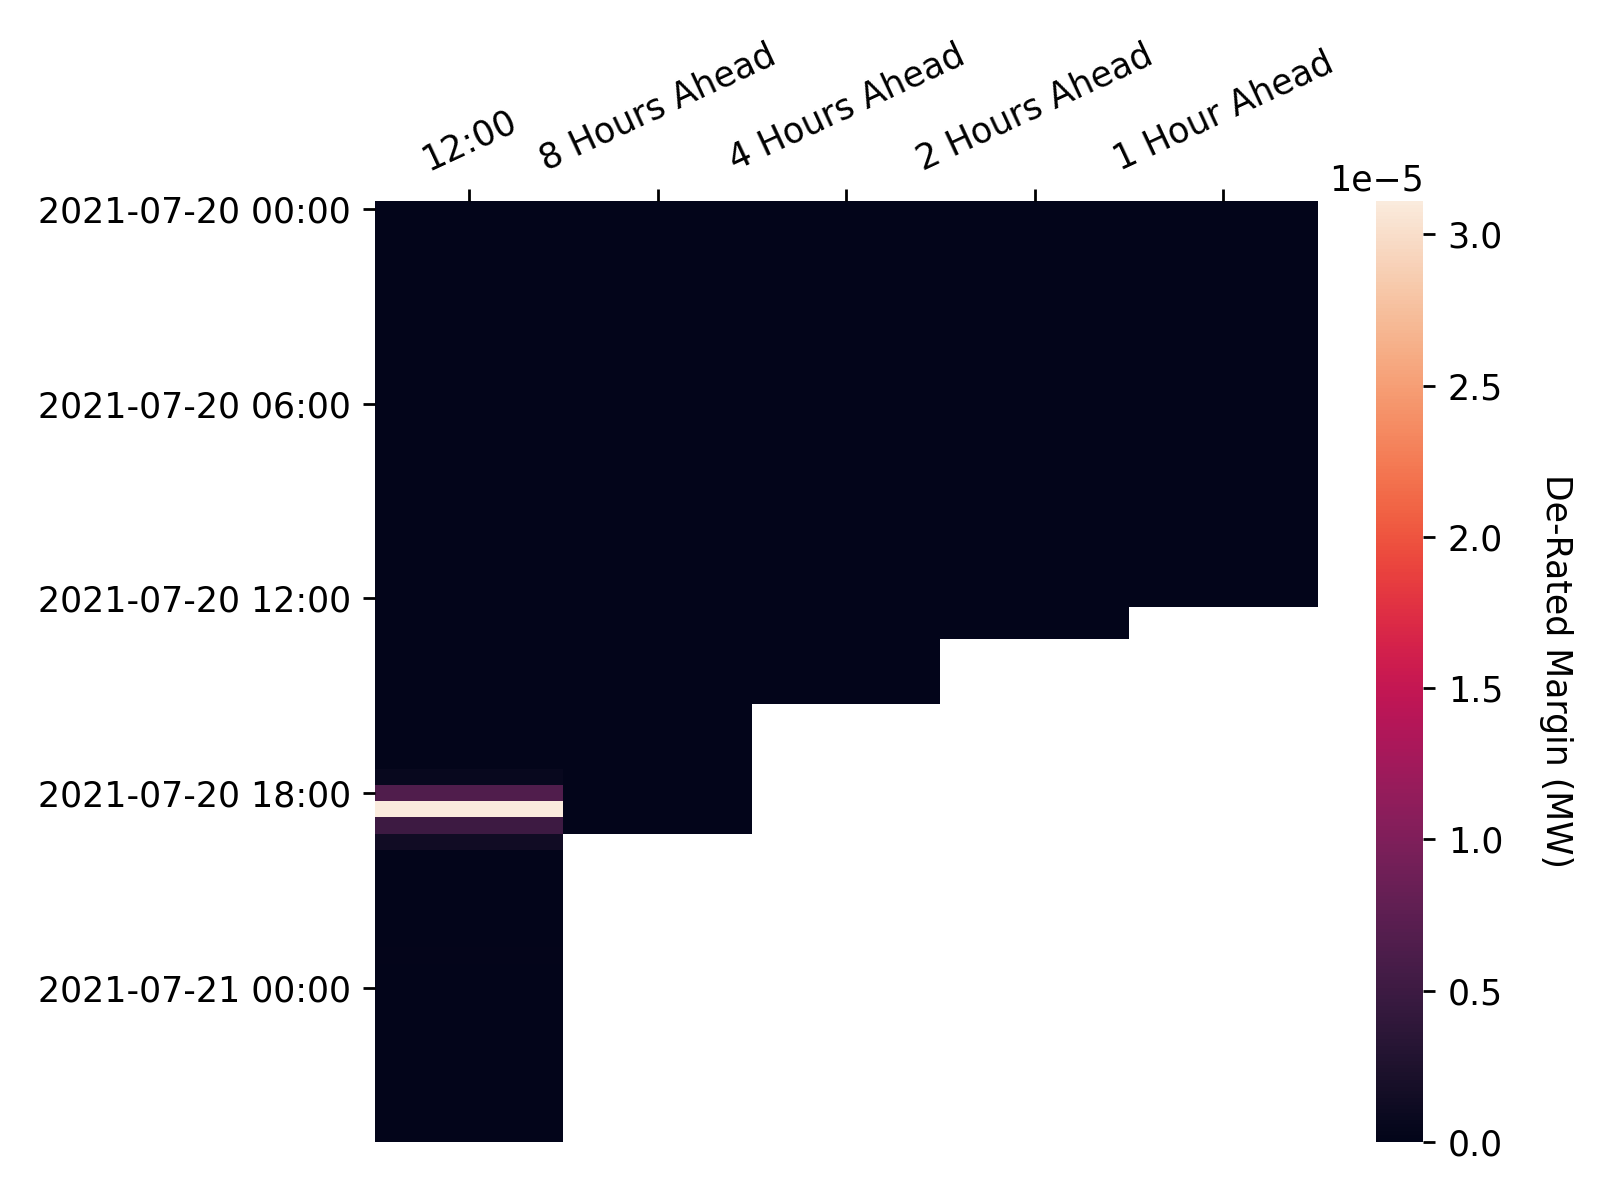 12:00
8 Hours Ahead
4 Hours Ahead
2 Hours Ahead
1 Hour Ahead
1e−5
2021-07-20 00:00
2021-07-20 06:00
2021-07-20 12:00
2021-07-20 18:00
2021-07-21 00:00
3.0
2.5
2.0
1.5
1.0
0.5
0.0
De-Rated Margin (MW)